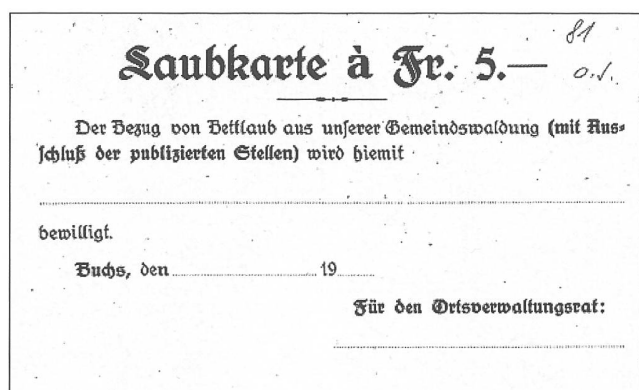 81
Laubkarte à Fr. 5.—
Der Bezug von Bettlaub aus unserer Gemeindswaldung (mit Aus-
schluß der publizierten Stellen) wird hiemit
bewilligt.
Buchs, den 19
Für den Ortsverwaltungsrat: